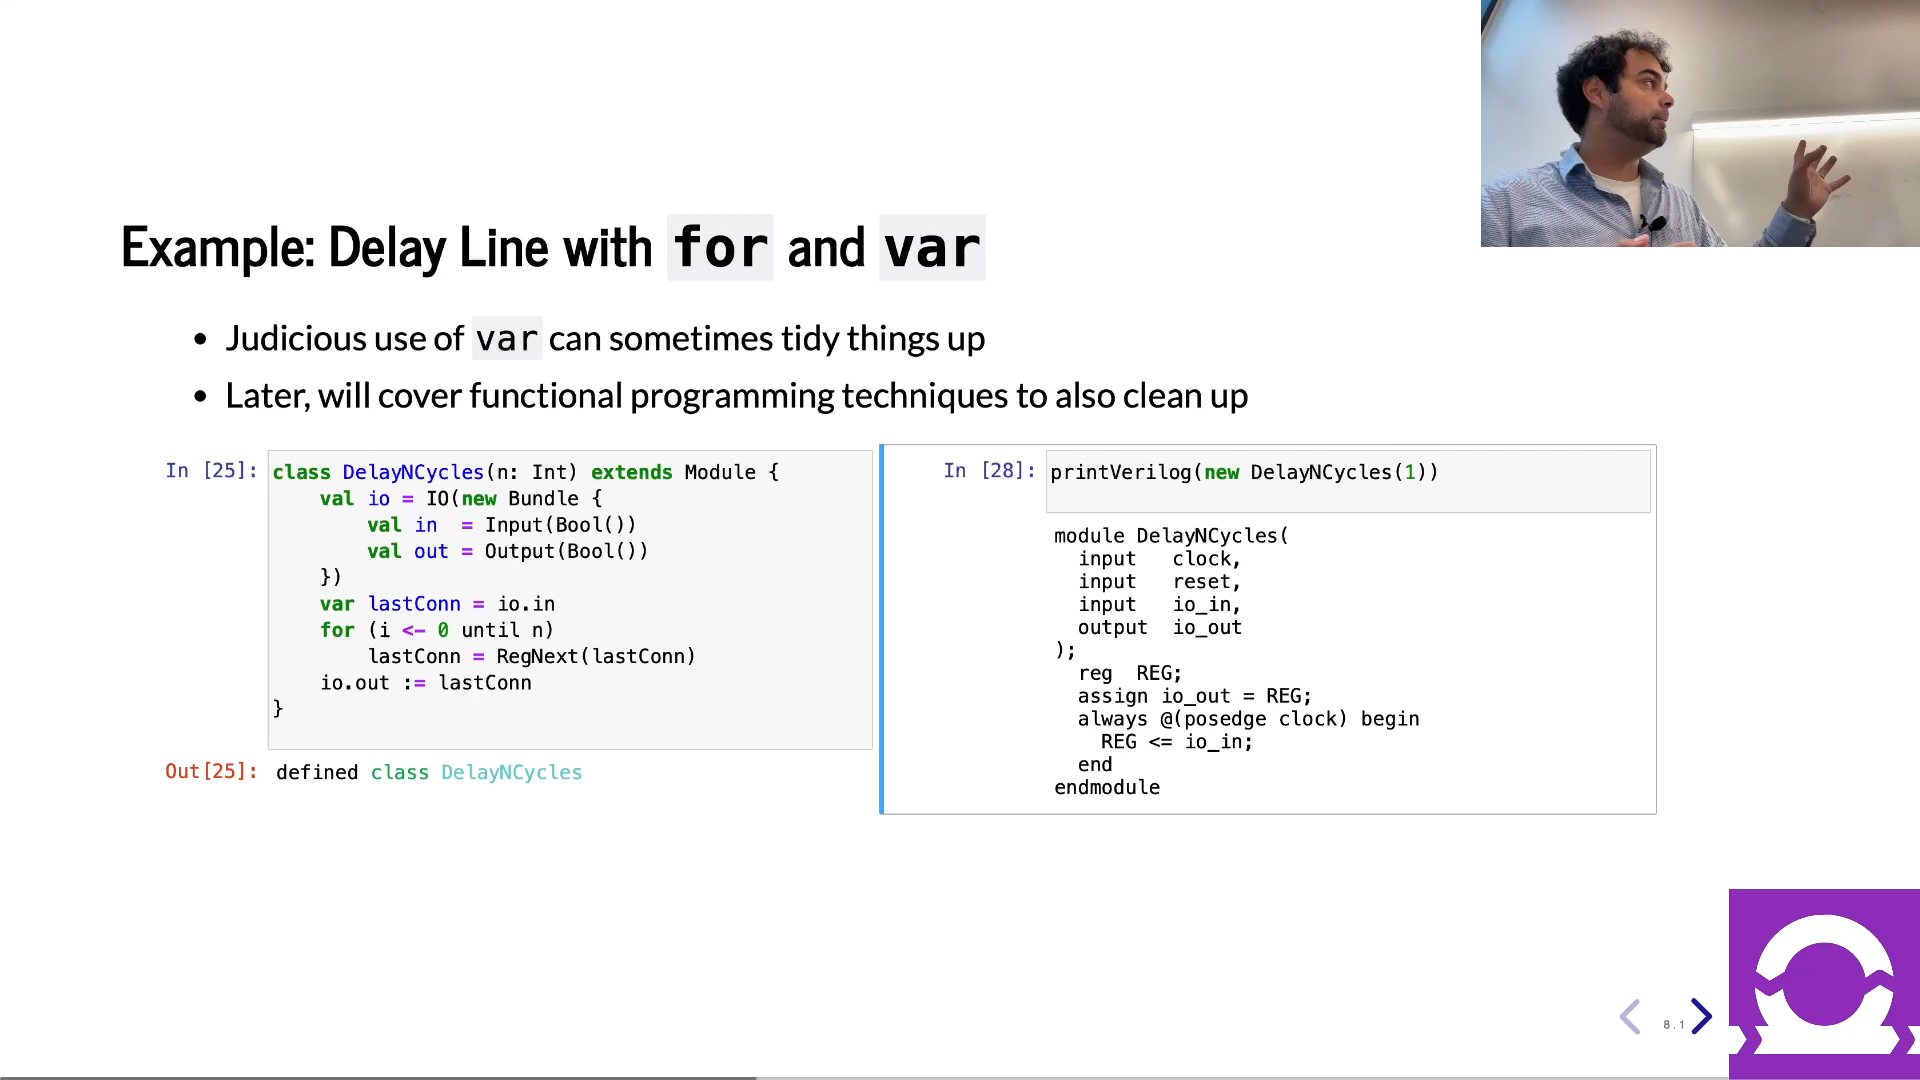 Example: Delay Line with for and var
• Judicious use of var can sometimes tidy things up
• Later, will cover functional programming techniques to also clean up
In [25]:
class DelayNCycles(n: Int) extends Module {
    val io = IO(new Bundle {
        val in  = Input(Bool())
        val out = Output(Bool())
    })
    var lastConn = io.in
    for (i <- 0 until n)
        lastConn = RegNext(lastConn)
    io.out := lastConn
}
Out[25]: defined class DelayNCycles
In [28]: printVerilog(new DelayNCycles(1))
module DelayNCycles(
  input   clock,
  input   reset,
  input   io_in,
  output  io_out
);
  reg  REG;
  assign io_out = REG;
  always @(posedge clock) begin
    REG <= io_in;
  end
endmodule
8.1